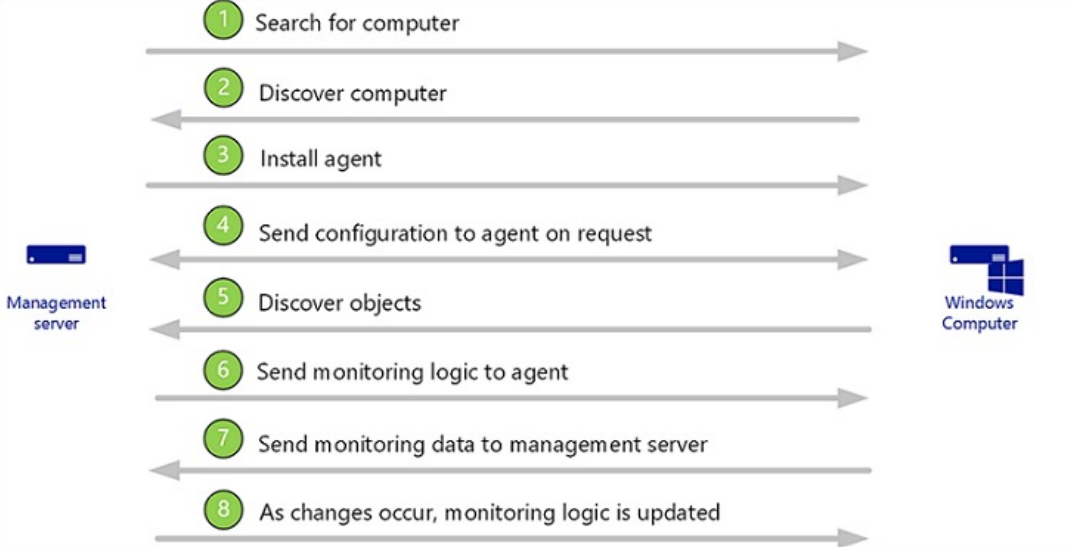 1 Search for computer
2 Discover computer
3 Install agent
4 Send configuration to agent on request
5 Discover objects
6 Send monitoring logic to agent
7 Send monitoring data to management server
8 As changes occur, monitoring logic is updated
Management
server
Windows
Computer